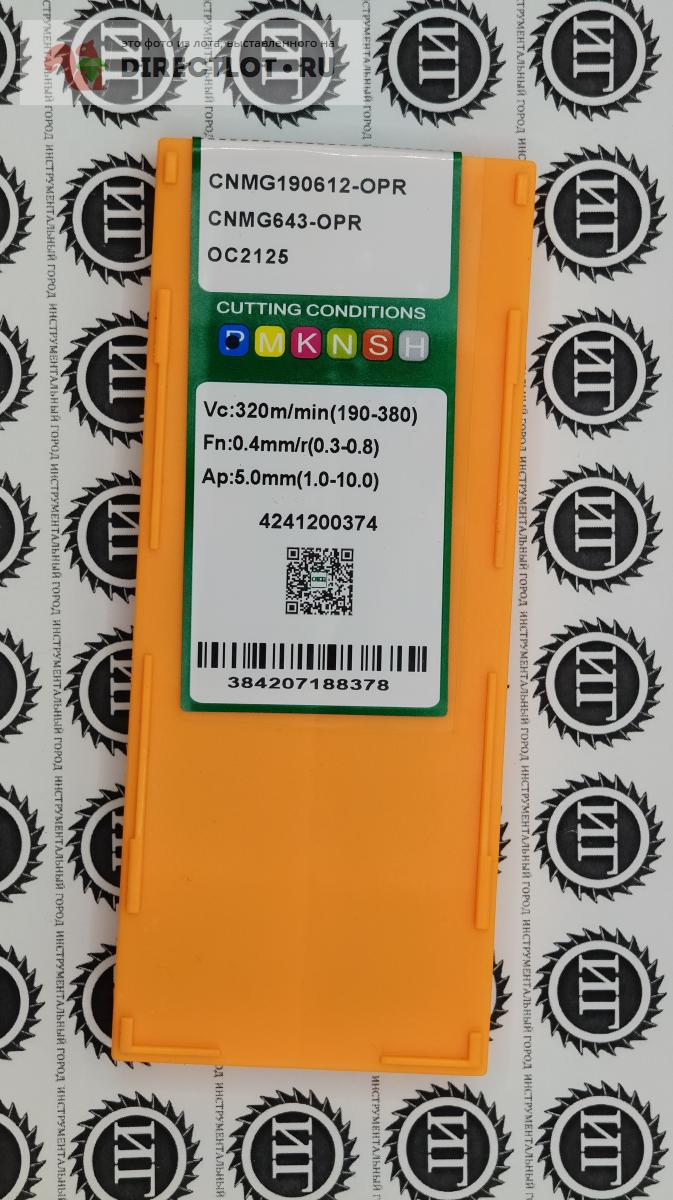 это фото из лота, выставленного на
DIRECTLOT.RU
CNMG190612-OPR
CNMG643-OPR
OC2125
CUTTING CONDITIONS
P M K N S H
Vc:320m/min(190-380)
Fn:0.4mm/r(0.3-0.8)
Ap:5.0mm(1.0-10.0)
4241200374
384207188378
ИГ
ИНСТРУМЕНТАЛЬНЫЙ ГОРОД